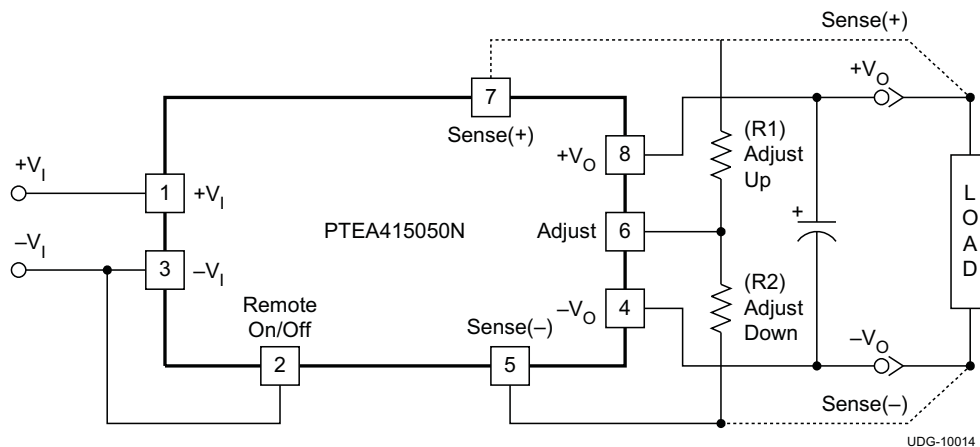 Sense(+)
+VO
7
Sense(+)
(R1)
Adjust
Up
+VO
8
+VI
1
+VI
PTEA415050N
Adjust
6
+
L
O
A
D
–VI
3
–VI
(R2)
Adjust
Down
–VO
4
Remote
On/Off
Sense(–)
2
5
–VO
Sense(–)
UDG-10014